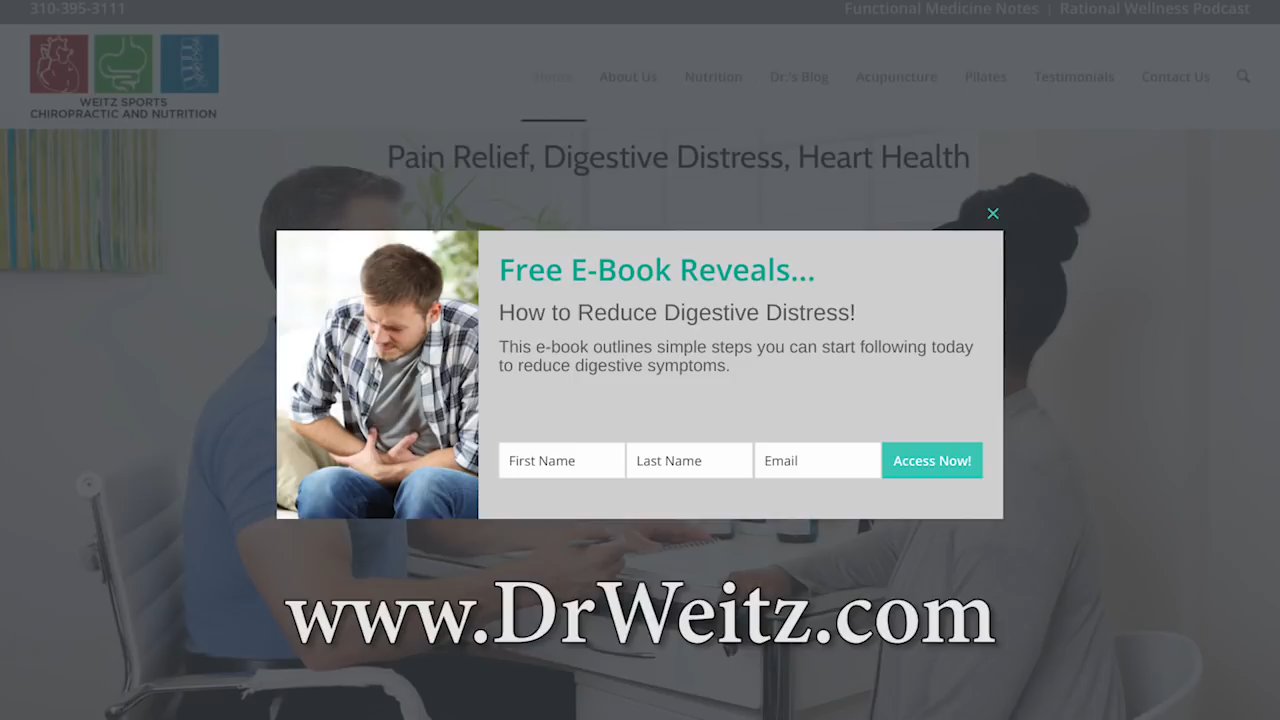 310-395-3111
Functional Medicine Notes | Rational Wellness Podcast
WEITZ SPORTS
CHIROPRACTIC AND NUTRITION
Home About Us Nutrition Dr.'s Blog Acupuncture Pilates Testimonials Contact Us
Pain Relief, Digestive Distress, Heart Health
Free E-Book Reveals...
How to Reduce Digestive Distress!
This e-book outlines simple steps you can start following today
to reduce digestive symptoms.
First Name Last Name Email Access Now!
www.DrWeitz.com